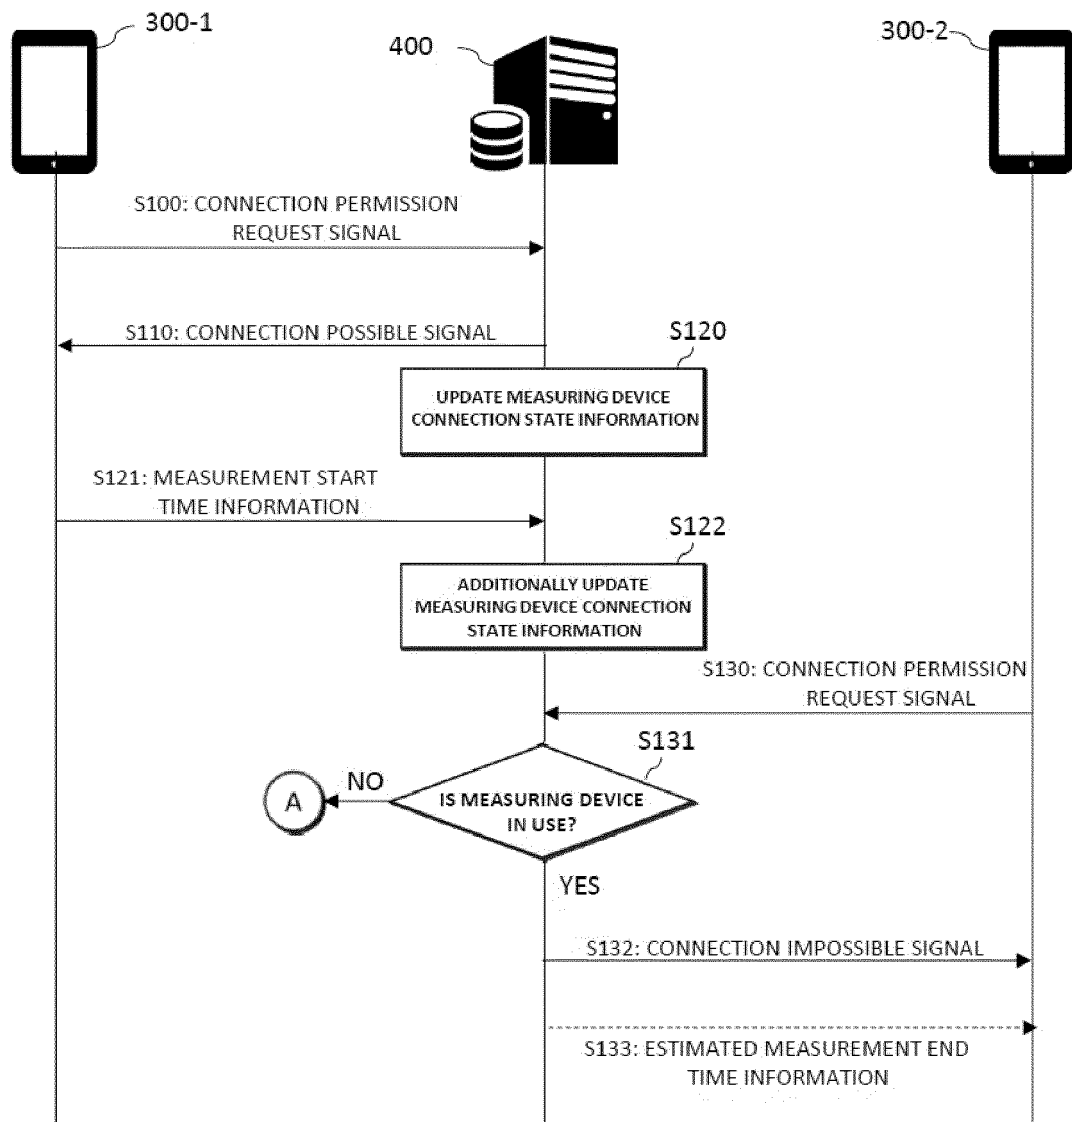 300-1
400
300-2
S100: CONNECTION PERMISSION
REQUEST SIGNAL
S110: CONNECTION POSSIBLE SIGNAL
S120
UPDATE MEASURING DEVICE
CONNECTION STATE INFORMATION
S121: MEASUREMENT START
TIME INFORMATION
S122
ADDITIONALLY UPDATE
MEASURING DEVICE CONNECTION
STATE INFORMATION
S130: CONNECTION PERMISSION
REQUEST SIGNAL
S131
A
NO
IS MEASURING DEVICE
IN USE?
YES
S132: CONNECTION IMPOSSIBLE SIGNAL
S133: ESTIMATED MEASUREMENT END
TIME INFORMATION